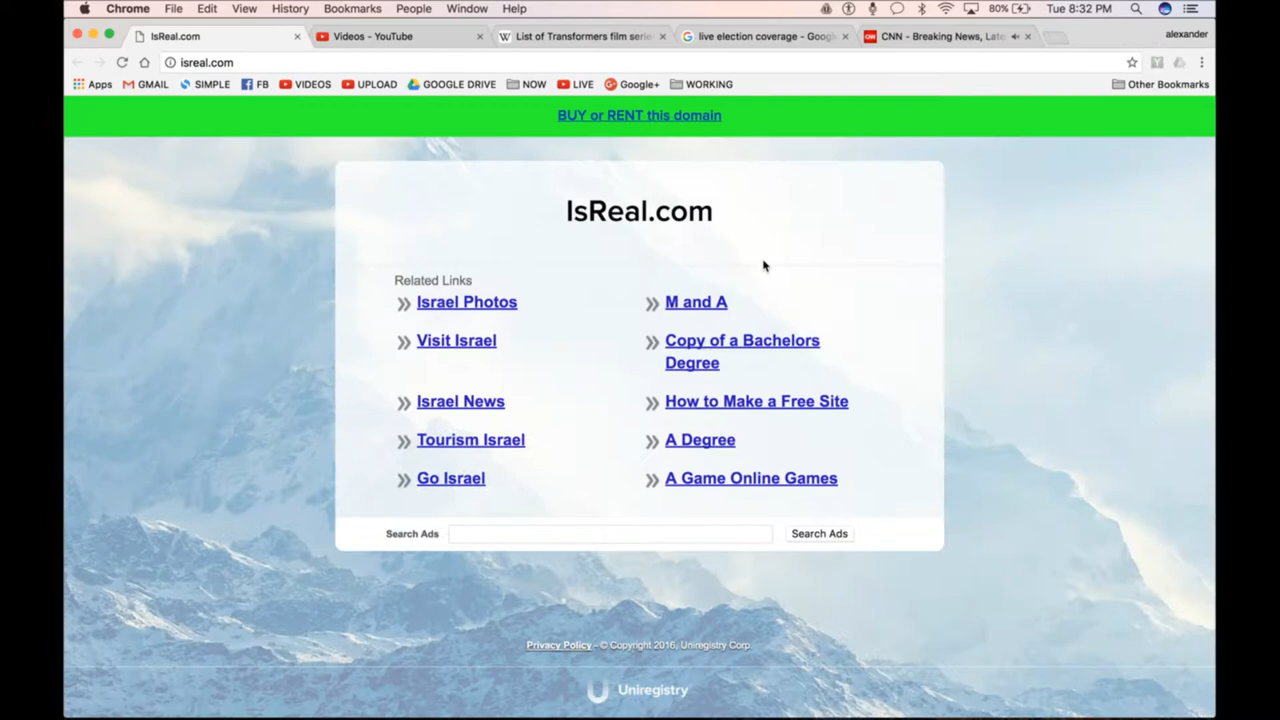 Chrome File Edit View History Bookmarks People Window Help 80% Tue 8:32 PM
IsReal.com Videos - YouTube List of Transformers film serie live election coverage - Goog CNN - Breaking News, Late alexander
isreal.com
Apps GMAIL SIMPLE FB VIDEOS UPLOAD GOOGLE DRIVE NOW LIVE Google+ WORKING Other Bookmarks
BUY or RENT this domain
IsReal.com
Related Links
Israel Photos M and A
Visit Israel Copy of a Bachelors
Degree
Israel News How to Make a Free Site
Tourism Israel A Degree
Go Israel A Game Online Games
Search Ads Search Ads
Privacy Policy - © Copyright 2016, Uniregistry Corp.
Uniregistry